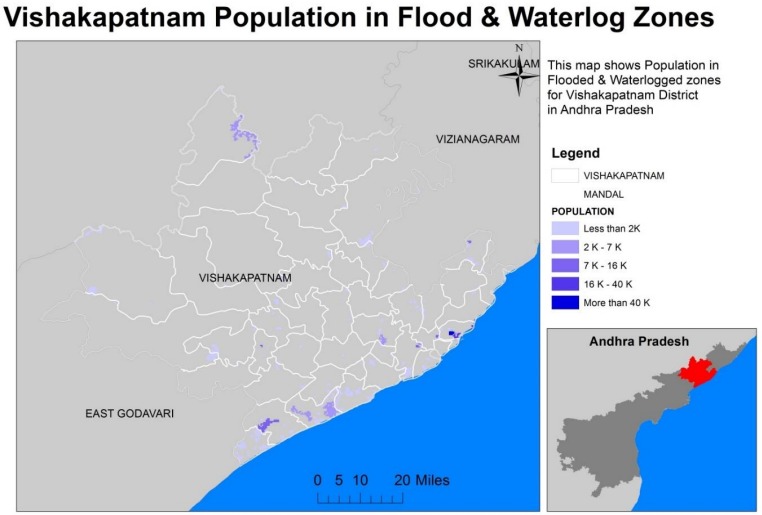 Vishakapatnam Population in Flood & Waterlog Zones
N
SRIKAKULAM
VIZIANAGARAM
VISHAKAPATNAM
EAST GODAVARI
0 5 10 20 Miles
This map shows Population in
Flooded & Waterlogged zones
for Vishakapatnam District
in Andhra Pradesh
Legend
VISHAKAPATNAM
MANDAL
POPULATION
Less than 2K
2 K - 7 K
7 K - 16 K
16 K - 40 K
More than 40 K
Andhra Pradesh